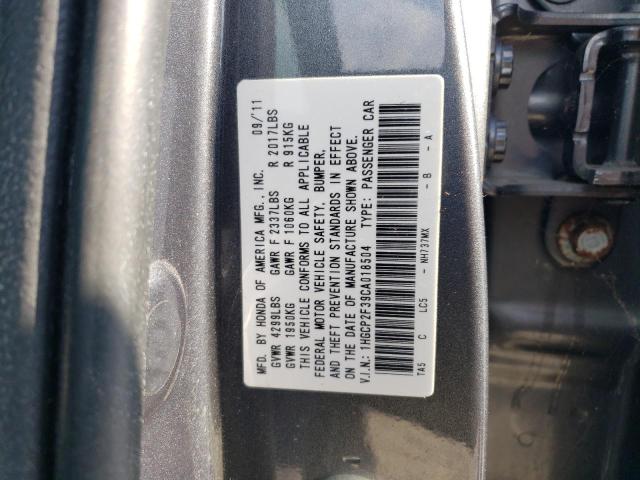 MFD. BY HONDA OF AMERICA MFG., INC. 09/11
GVWR 4299LBS GAWR F 2337LBS R 2017LBS
GVWR 1950KG GAWR F 1060KG R 915KG
THIS VEHICLE CONFORMS TO ALL APPLICABLE
FEDERAL MOTOR VEHICLE SAFETY, BUMPER,
AND THEFT PREVENTION STANDARDS IN EFFECT
ON THE DATE OF MANUFACTURE SHOWN ABOVE.
V.I.N.: 1HGCP2F39CA018504 TYPE: PASSENGER CAR
TA5 C LC5 - NH737MX - B - A